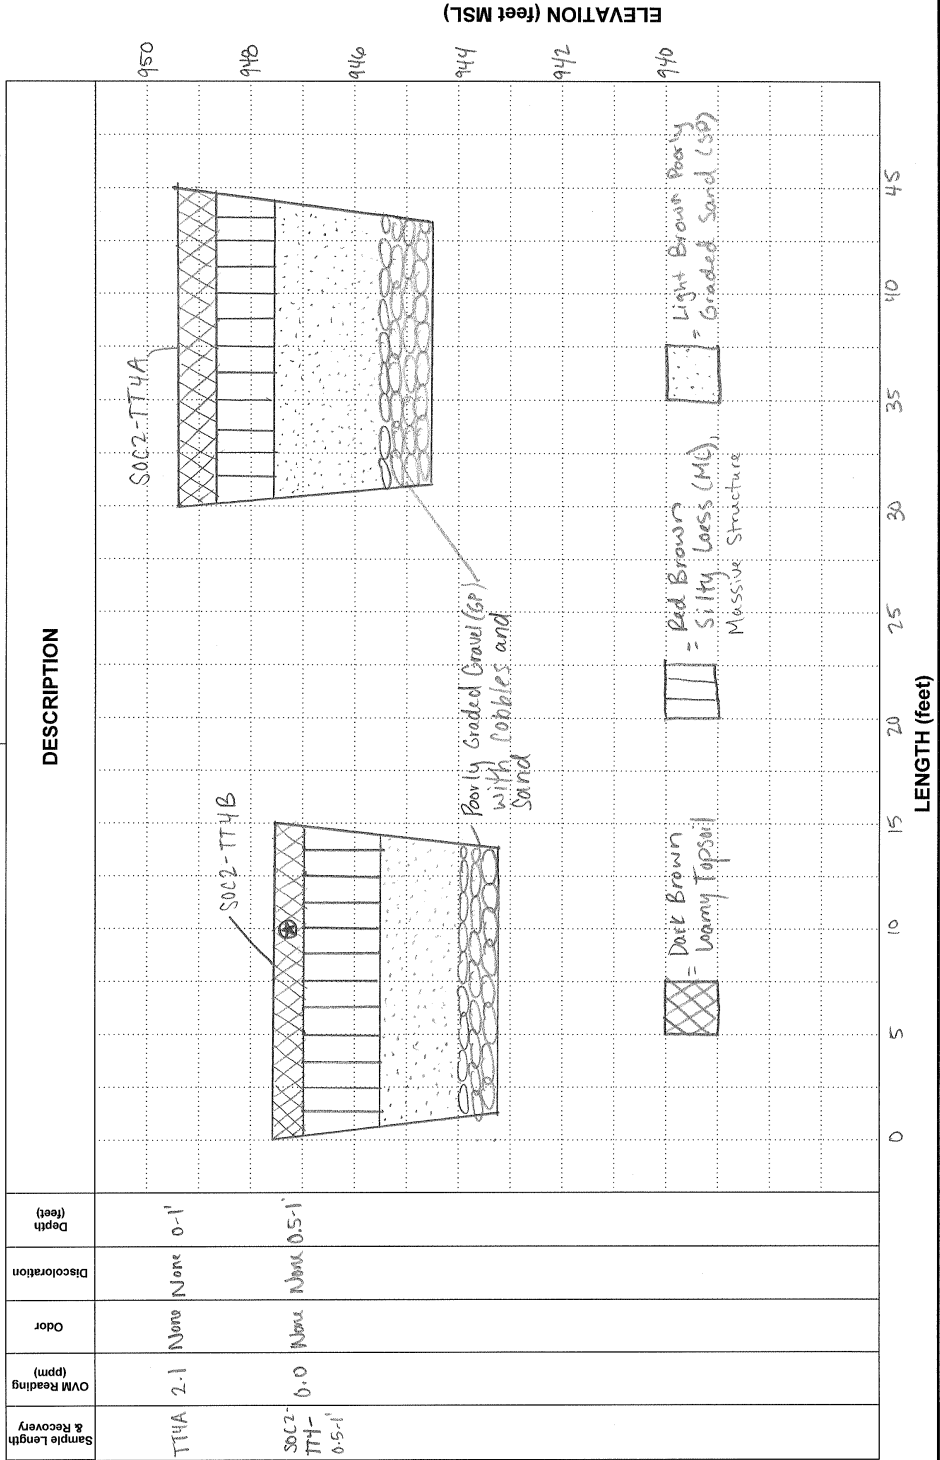 Sample Length
& Recovery
OVM Reading
(ppm)
Odor
Discoloration
Depth
(feet)
DESCRIPTION
TT4A 2.1 None None 0-1'
SOC2-
TT4-
0.5-1'
0.0 None None 0.5-1'
SOC2-TT4B
SOC2-TT4A
Poorly Graded Gravel (GP)
with Cobbles and
Sand
= Dark Brown
Loamy Topsoil
= Red Brown
Silty Loess (ML),
Massive Structure
= Light Brown Poorly
Graded Sand (SP)
950
948
946
944
942
940
ELEVATION (feet MSL)
0 5 10 15 20 25 30 35 40 45
LENGTH (feet)